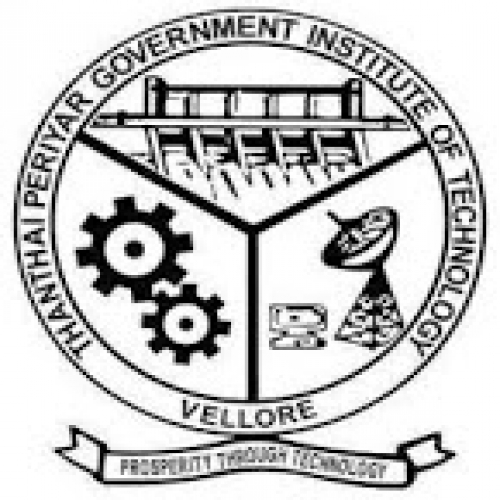 THANTHAI PERIYAR GOVERNMENT INSTITUTE OF TECHNOLOGY
VELLORE
PROSPERITY THROUGH TECHNOLOGY